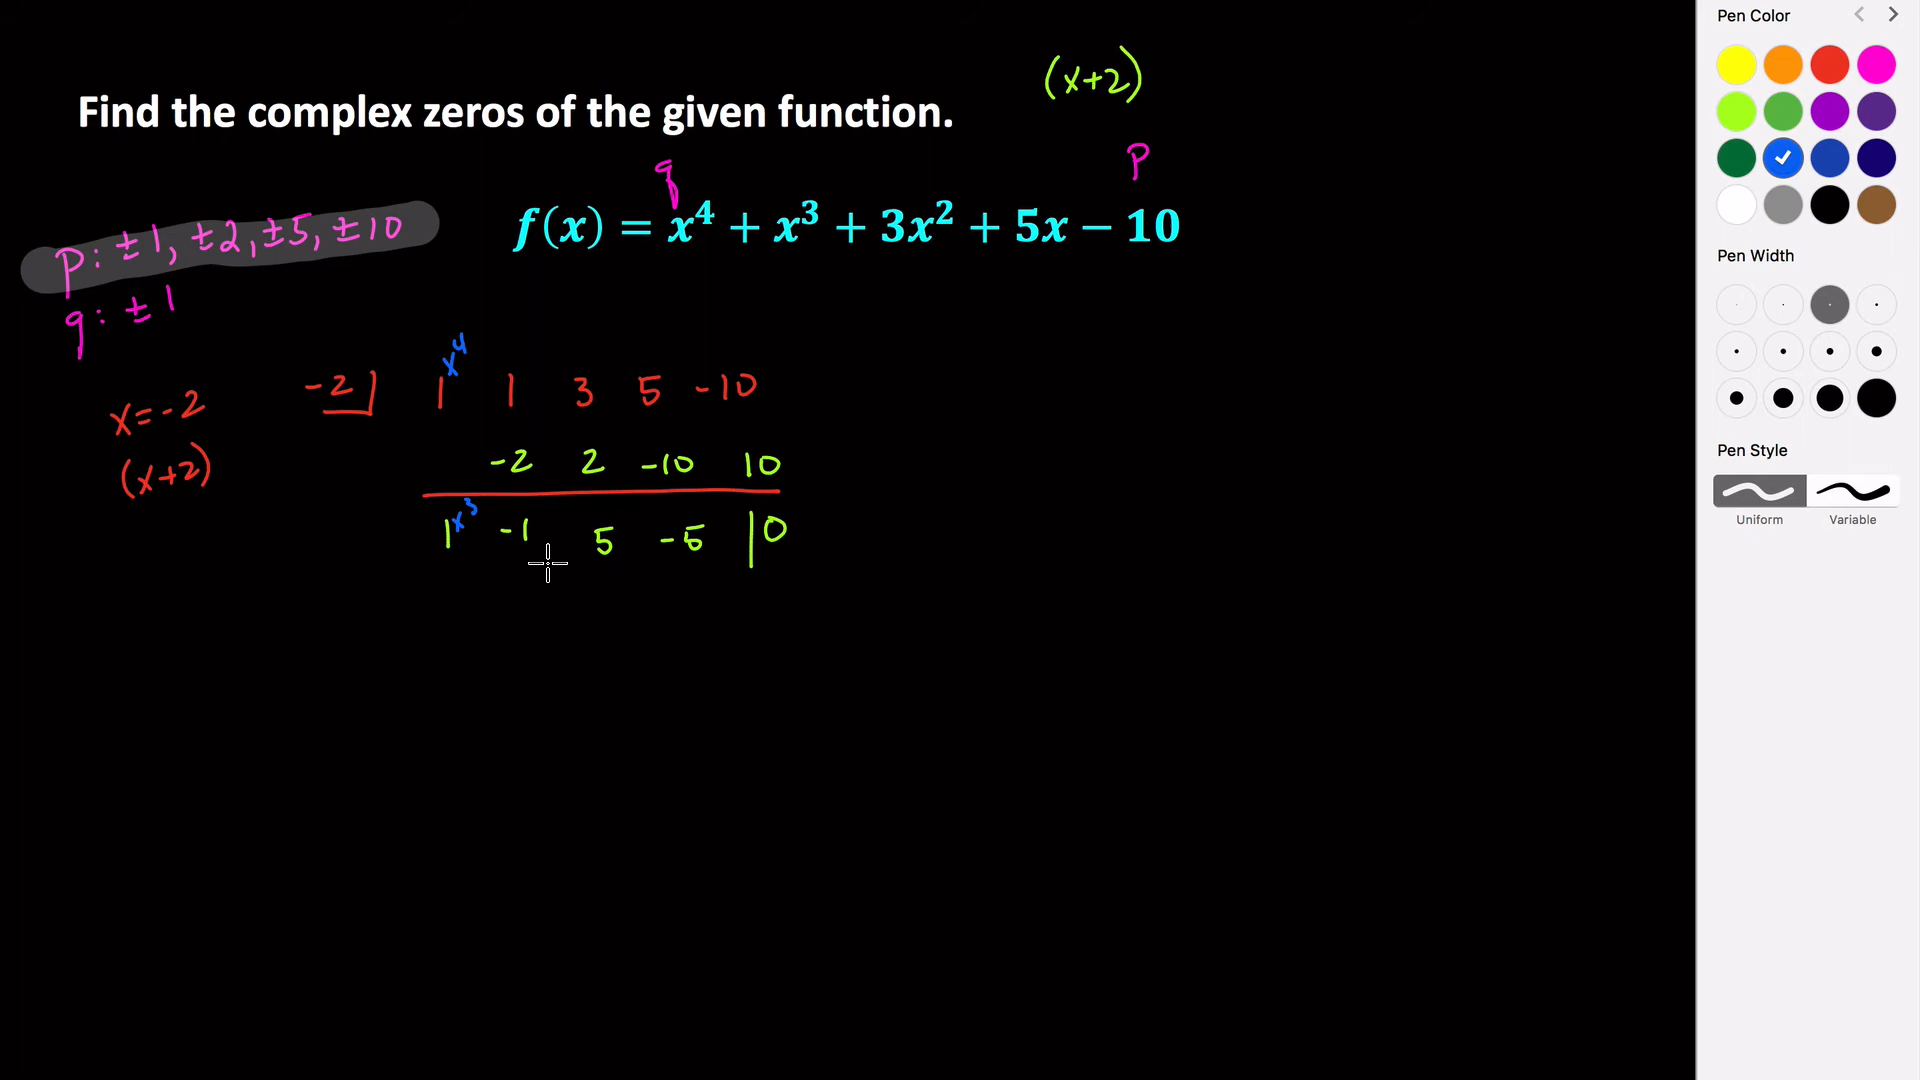 (x+2)
Find the complex zeros of the given function.
q p
f(x) = x⁴ + x³ + 3x² + 5x − 10
p: ±1, ±2, ±5, ±10
q: ±1
x⁴
x=-2 -2 1 1 3 5 -10
(x+2) -2 2 -10 10
1x³ -1 5 -5 0
Pen Color
Pen Width
Pen Style
Uniform Variable